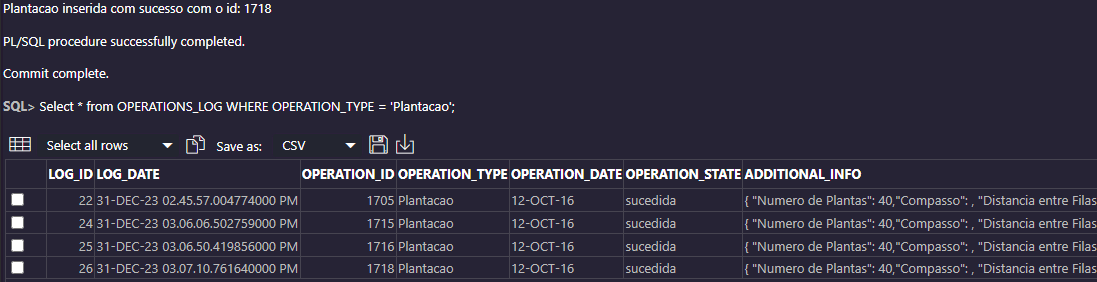 Plantacao inserida com sucesso com o id: 1718
PL/SQL procedure successfully completed.
Commit complete.
SQL> Select * from OPERATIONS_LOG WHERE OPERATION_TYPE = 'Plantacao';
Select all rows Save as: CSV
LOG_ID LOG_DATE OPERATION_ID OPERATION_TYPE OPERATION_DATE OPERATION_STATE ADDITIONAL_INFO
22 31-DEC-23 02.45.57.004774000 PM 1705 Plantacao 12-OCT-16 sucedida { "Numero de Plantas": 40,"Compasso": , "Distancia entre Filas
24 31-DEC-23 03.06.06.502759000 PM 1715 Plantacao 12-OCT-16 sucedida { "Numero de Plantas": 40,"Compasso": , "Distancia entre Filas
25 31-DEC-23 03.06.50.419856000 PM 1716 Plantacao 12-OCT-16 sucedida { "Numero de Plantas": 40,"Compasso": , "Distancia entre Filas
26 31-DEC-23 03.07.10.761640000 PM 1718 Plantacao 12-OCT-16 sucedida { "Numero de Plantas": 40,"Compasso": , "Distancia entre Filas